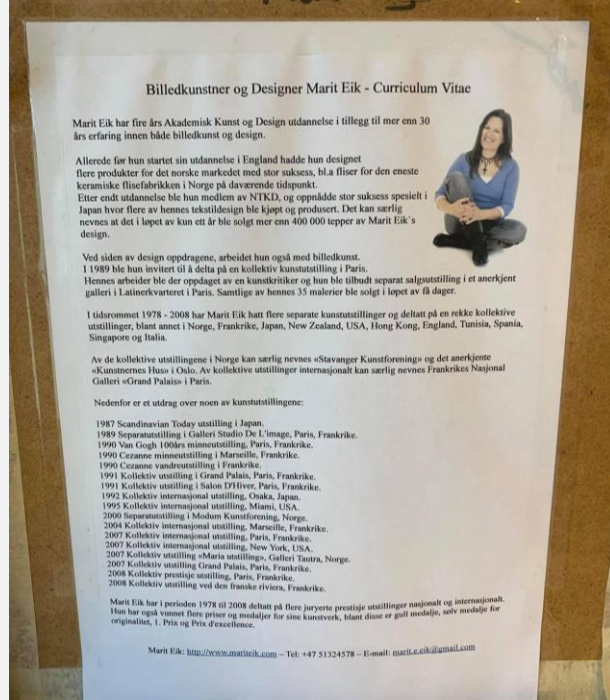 Billedkunstner og Designer Marit Eik - Curriculum Vitae
Marit Eik har fire års Akademisk Kunst og Design utdannelse i tillegg til mer enn 30
års erfaring innen både billedkunst og design.
Allerede før hun startet sin utdannelse i England hadde hun designet
flere produkter for det norske markedet med stor suksess, bl.a fliser for den eneste
keramiske flisefabrikken i Norge på daværende tidspunkt.
Etter endt utdannelse ble hun medlem av NTKD, og oppnådde stor suksess spesielt i
Japan hvor flere av hennes tekstildesign ble kjøpt og produsert. Det kan særlig
nevnes at det i løpet av kun ett år ble solgt mer enn 400 000 tepper av Marit Eik's
design.
Ved siden av design oppdragene, arbeidet hun også med billedkunst.
I 1989 ble hun invitert til å delta på en kollektiv kunstutstilling i Paris.
Hennes arbeider ble der oppdaget av en kunstkritiker og hun ble tilbudt separat salgsutstilling i et anerkjent
galleri i Latinerkvarteret i Paris. Samtlige av hennes 35 malerier ble solgt i løpet av få dager.
I tidsrommet 1978 - 2008 har Marit Eik hatt flere separate kunstutstillinger og deltatt på en rekke kollektive
utstillinger, blant annet i Norge, Frankrike, Japan, New Zealand, USA, Hong Kong, England, Tunisia, Spania,
Singapore og Italia.
Av de kollektive utstillingene i Norge kan særlig nevnes «Stavanger Kunstforening» og det anerkjente
«Kunstnernes Hus» i Oslo. Av kollektive utstillinger internasjonalt kan særlig nevnes Frankrikes Nasjonal
Galleri «Grand Palais» i Paris.
Nedenfor er et utdrag over noen av kunstutstillingene:
1987 Scandinavian Today utstilling i Japan.
1989 Separatutstilling i Galleri Studio De L'image, Paris, Frankrike.
1990 Van Gogh 100års minneutstilling, Paris, Frankrike.
1990 Cezanne minneutstilling i Marseille, Frankrike.
1990 Cezanne vandreutstilling i Frankrike.
1991 Kollektiv utstilling i Grand Palais, Paris, Frankrike.
1991 Kollektiv utstilling i Salon D'Hiver, Paris, Frankrike.
1992 Kollektiv internasjonal utstilling, Osaka, Japan.
1995 Kollektiv internasjonal utstilling, Miami, USA.
2000 Separatutstilling i Modum Kunstforening, Norge.
2004 Kollektiv internasjonal utstilling, Marseille, Frankrike.
2007 Kollektiv internasjonal utstilling, Paris, Frankrike.
2007 Kollektiv internasjonal utstilling, New York, USA.
2007 Kollektiv utstilling «Maria utstilling», Galleri Tautra, Norge.
2007 Kollektiv utstilling Grand Palais, Paris, Frankrike.
2008 Kollektiv prestisje utstilling, Paris, Frankrike.
2008 Kollektiv utstilling ved den franske riviera, Frankrike.
Marit Eik har i perioden 1978 til 2008 deltatt på flere juryerte prestisje utstillinger nasjonalt og internasjonalt.
Hun har også vunnet flere priser og medaljer for sine kunstverk, blant disse er gull medalje, sølv medalje for
originalitet, 1. Prix og Prix d'excellence.
Marit Eik: http://www.mariteik.com – Tel: +47 51324578 – E-mail: marit.e.eik@gmail.com